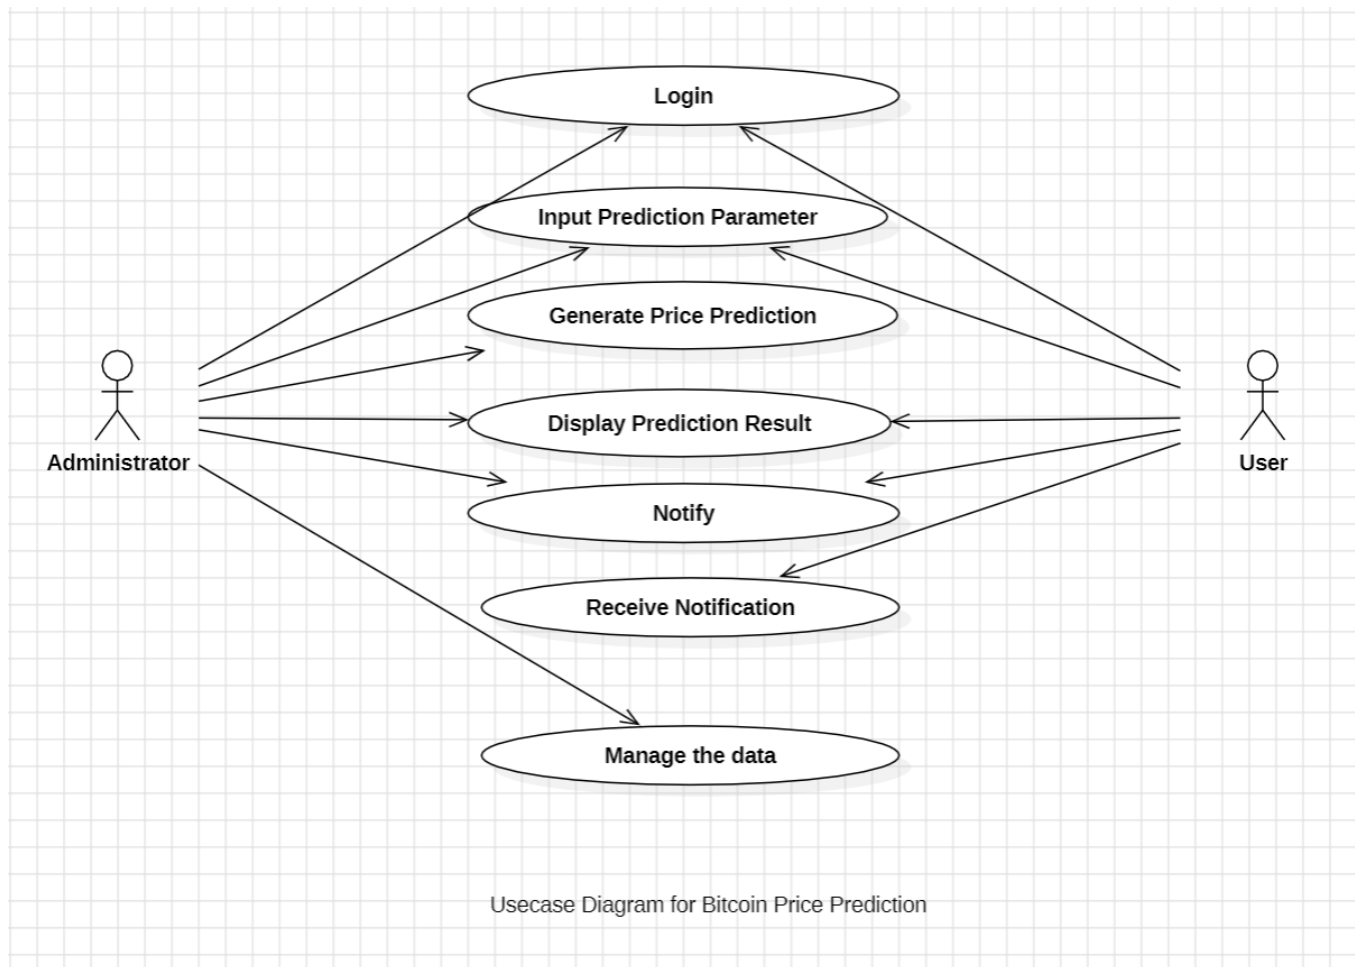 Login
Input Prediction Parameter
Generate Price Prediction
Display Prediction Result
Administrator
User
Notify
Receive Notification
Manage the data
Usecase Diagram for Bitcoin Price Prediction